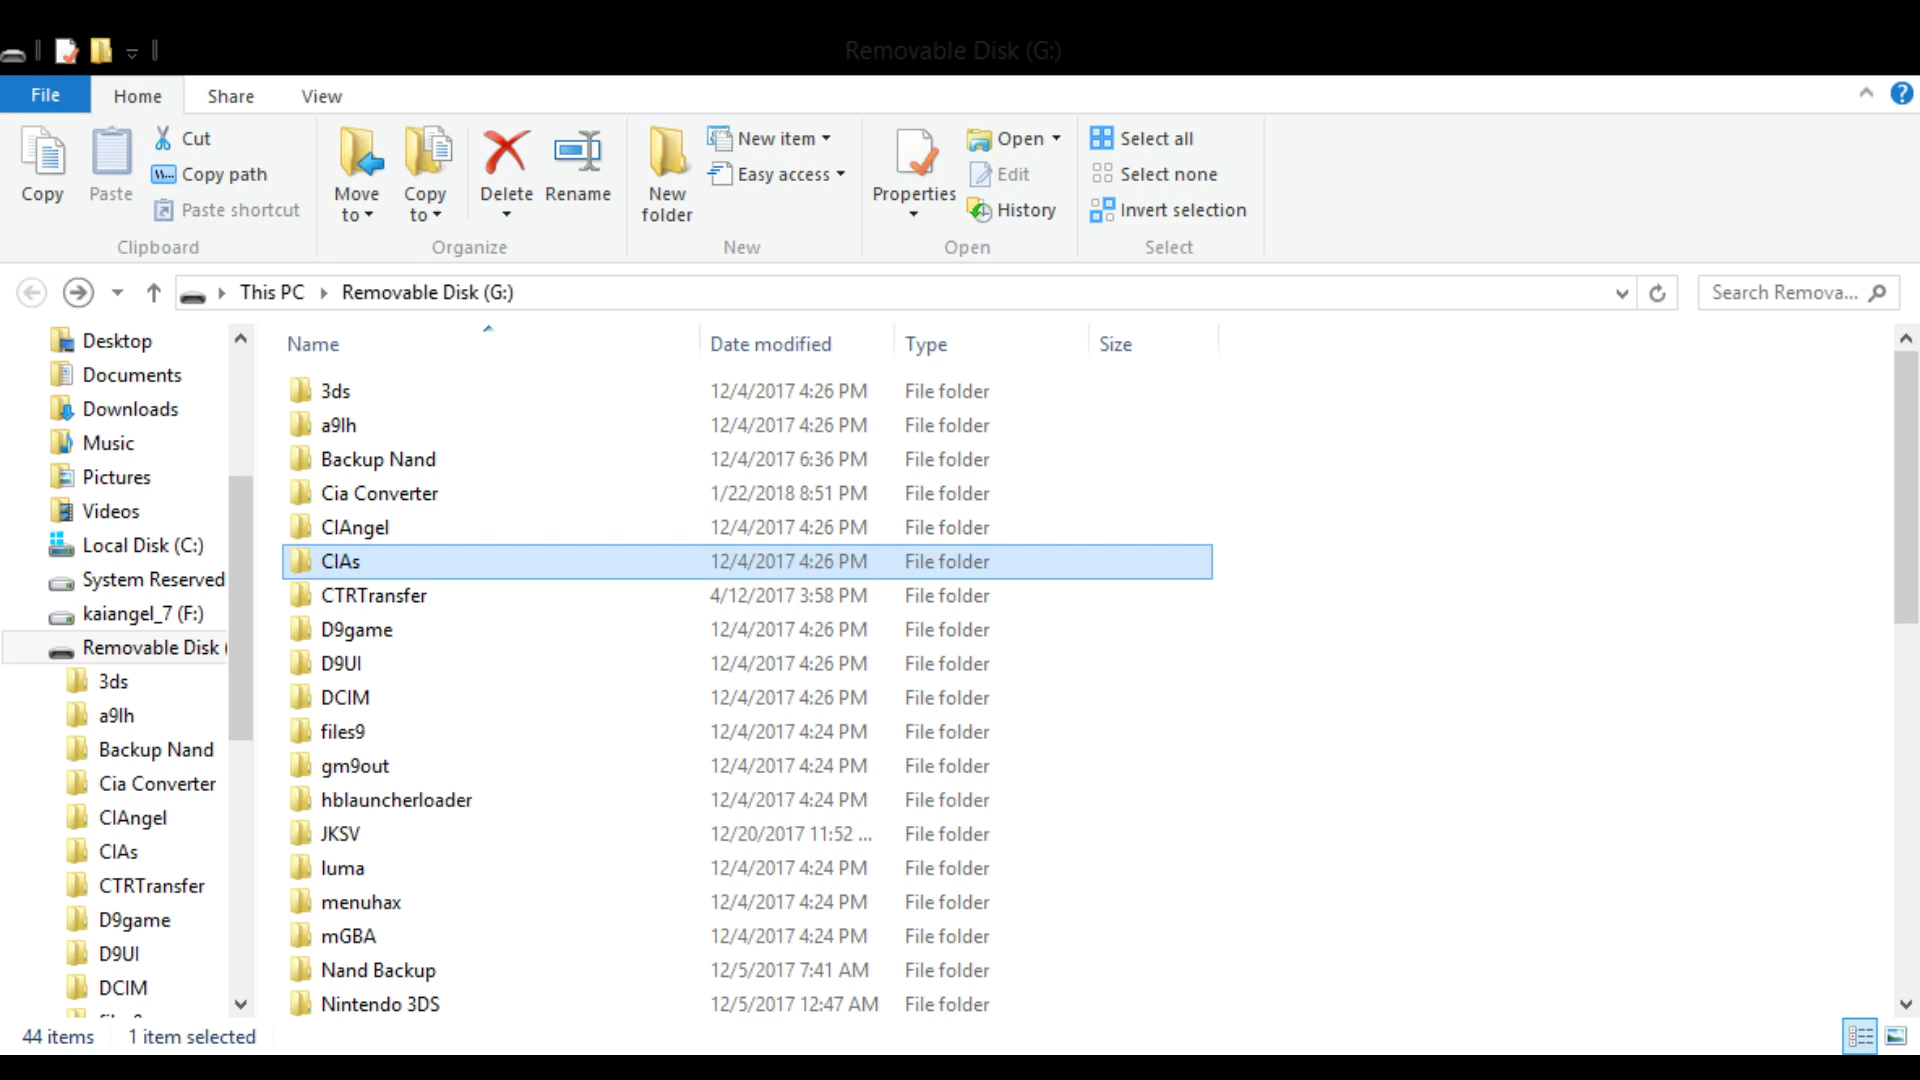 Removable Disk (G:)
File Home Share View
Copy
Paste
Cut
Copy path
Paste shortcut
Clipboard
Move to
Copy to
Delete
Rename
Organize
New folder
New item
Easy access
New
Properties
Open
Edit
History
Open
Select all
Select none
Invert selection
Select
This PC Removable Disk (G:)
Search Remova...
Desktop
Documents
Downloads
Music
Pictures
Videos
Local Disk (C:)
System Reserved
kaiangel_7 (F:)
Removable Disk (
3ds
a9lh
Backup Nand
Cia Converter
CIAngel
CIAs
CTRTransfer
D9game
D9UI
DCIM
Name Date modified Type Size
3ds 12/4/2017 4:26 PM File folder
a9lh 12/4/2017 4:26 PM File folder
Backup Nand 12/4/2017 6:36 PM File folder
Cia Converter 1/22/2018 8:51 PM File folder
CIAngel 12/4/2017 4:26 PM File folder
CIAs 12/4/2017 4:26 PM File folder
CTRTransfer 4/12/2017 3:58 PM File folder
D9game 12/4/2017 4:26 PM File folder
D9UI 12/4/2017 4:26 PM File folder
DCIM 12/4/2017 4:26 PM File folder
files9 12/4/2017 4:24 PM File folder
gm9out 12/4/2017 4:24 PM File folder
hblauncherloader 12/4/2017 4:24 PM File folder
JKSV 12/20/2017 11:52 ... File folder
luma 12/4/2017 4:24 PM File folder
menuhax 12/4/2017 4:24 PM File folder
mGBA 12/4/2017 4:24 PM File folder
Nand Backup 12/5/2017 7:41 AM File folder
Nintendo 3DS 12/5/2017 12:47 AM File folder
44 items 1 item selected